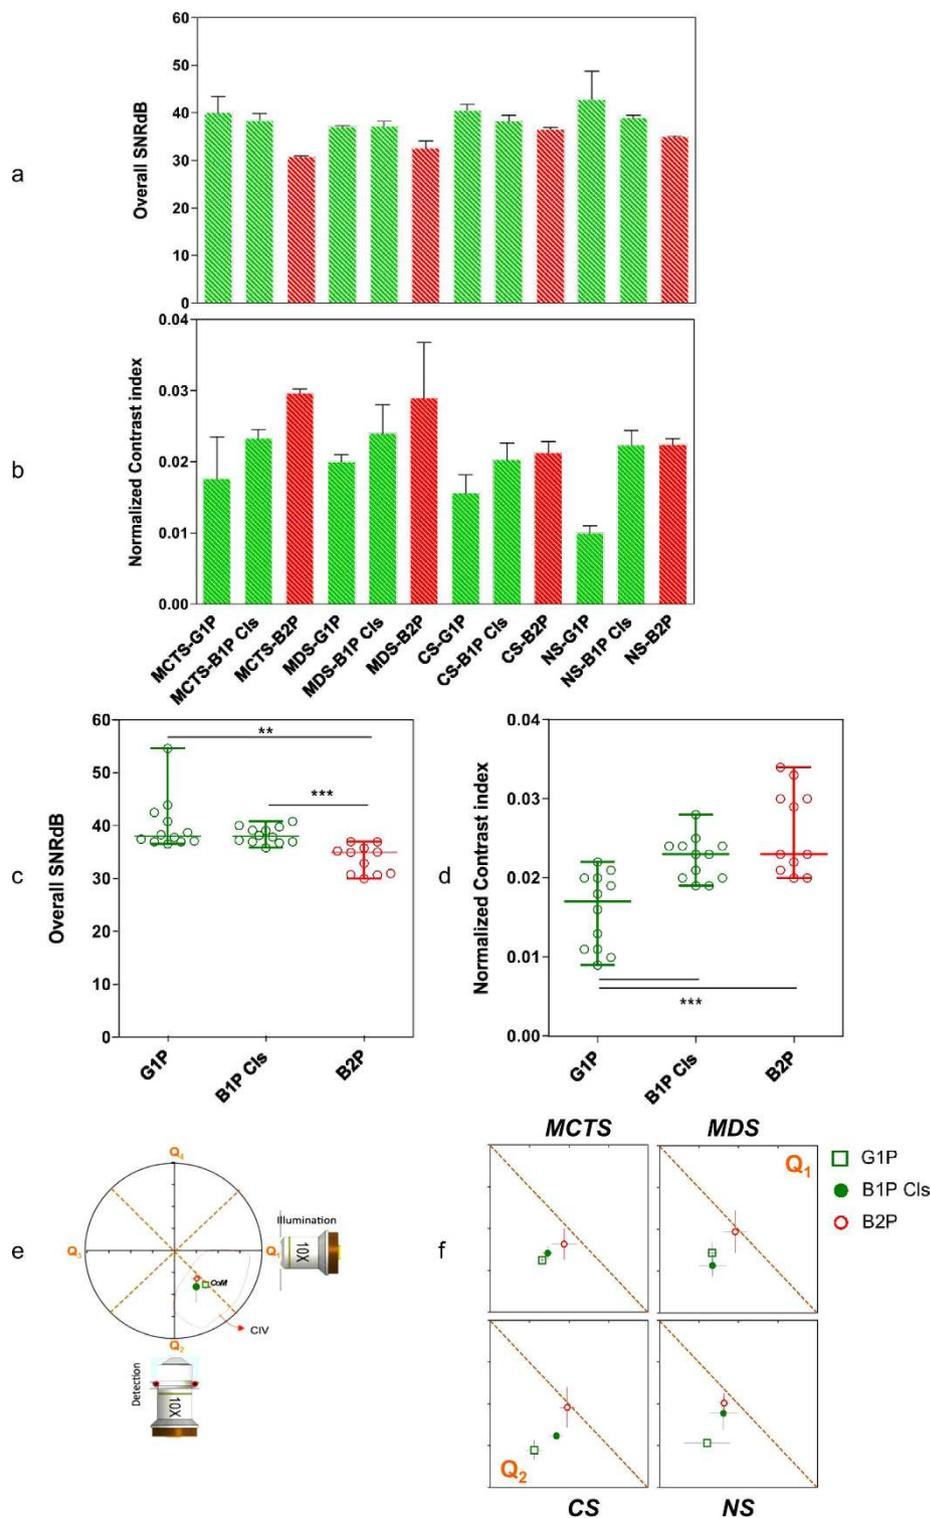 a
Overall SNRdB
60
50
40
30
20
10
0
b
Normalized Contrast index
0.04
0.03
0.02
0.01
0.00
MCTS-G1P
MCTS-B1P Cls
MCTS-B2P
MDS-G1P
MDS-B1P Cls
MDS-B2P
CS-G1P
CS-B1P Cls
CS-B2P
NS-G1P
NS-B1P Cls
NS-B2P
c
Overall SNRdB
60
50
40
30
20
10
0
**
***
G1P
B1P Cls
B2P
d
Normalized Contrast index
0.04
0.03
0.02
0.01
0.00
***
G1P
B1P Cls
B2P
e
Q4
Q3
Q1
Q2
Illumination
10X
CoM
CIV
Detection
10X
f
MCTS
MDS
Q1
Q2
CS
NS
G1P
B1P Cls
B2P